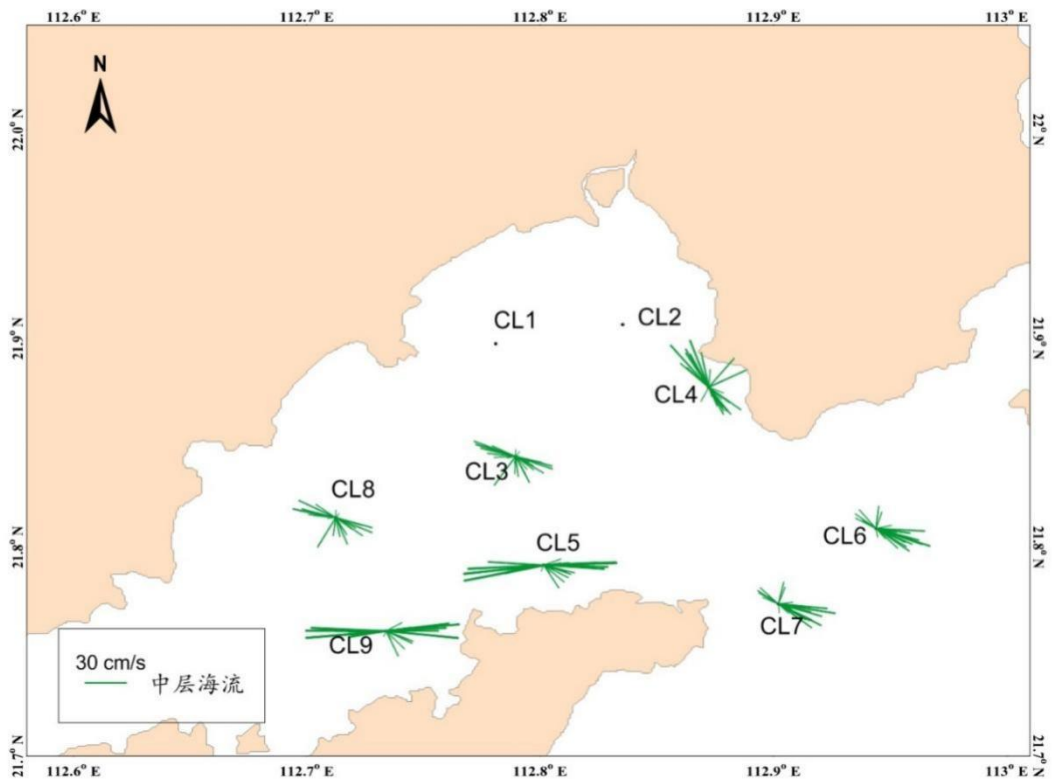 112.6° E 112.7° E 112.8° E 112.9° E 113° E
N
22.0° N 22° N
CL1 CL2
21.9° N 21.9° N
CL4
CL3
CL8
CL6
CL5
21.8° N 21.8° N
CL7
CL9
30 cm/s
中层海流
21.7° N 21.7° N
112.6° E 112.7° E 112.8° E 112.9° E 113° E